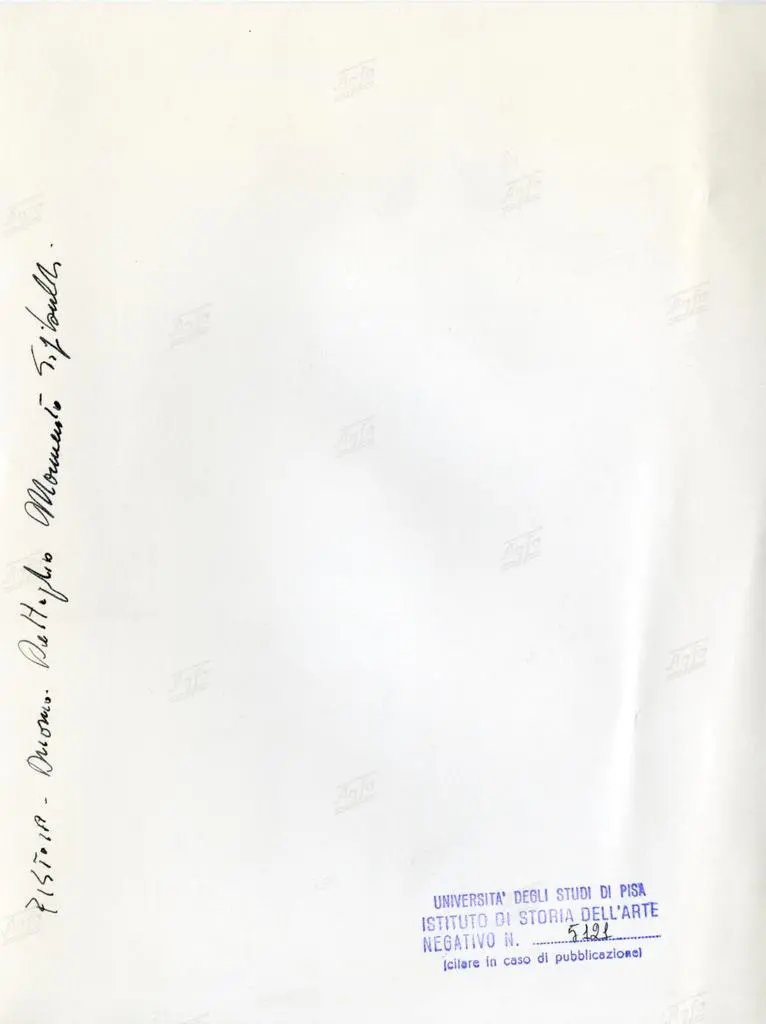 PISTOIA - Duomo. Dettaglio Monumento
UNIVERSITA' DEGLI STUDI DI PISA
ISTITUTO DI STORIA DELL'ARTE
NEGATIVO N. 5121
(citare in caso di pubblicazione)